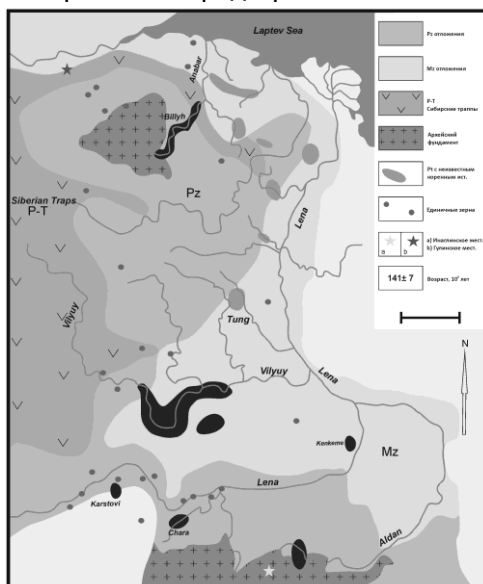 Laptev Sea
Anabar
Billyh
Siberian Traps
P-T
Pz
Lena
Vilyuy
Tung
Vilyuy
Lena
Kenkeme
Mz
Lena
Karstovi
Chara
Aldan
N
Pz отложения
Mz отложения
P-T
Сибирские траппы
Архейский
фундамент
Pt с неизвестным
коренным ист.
Единичные зерна
a
b
a) Инаглинское мест.
b) Гулинское мест.
141± 7
Возраст, 10⁶ лет